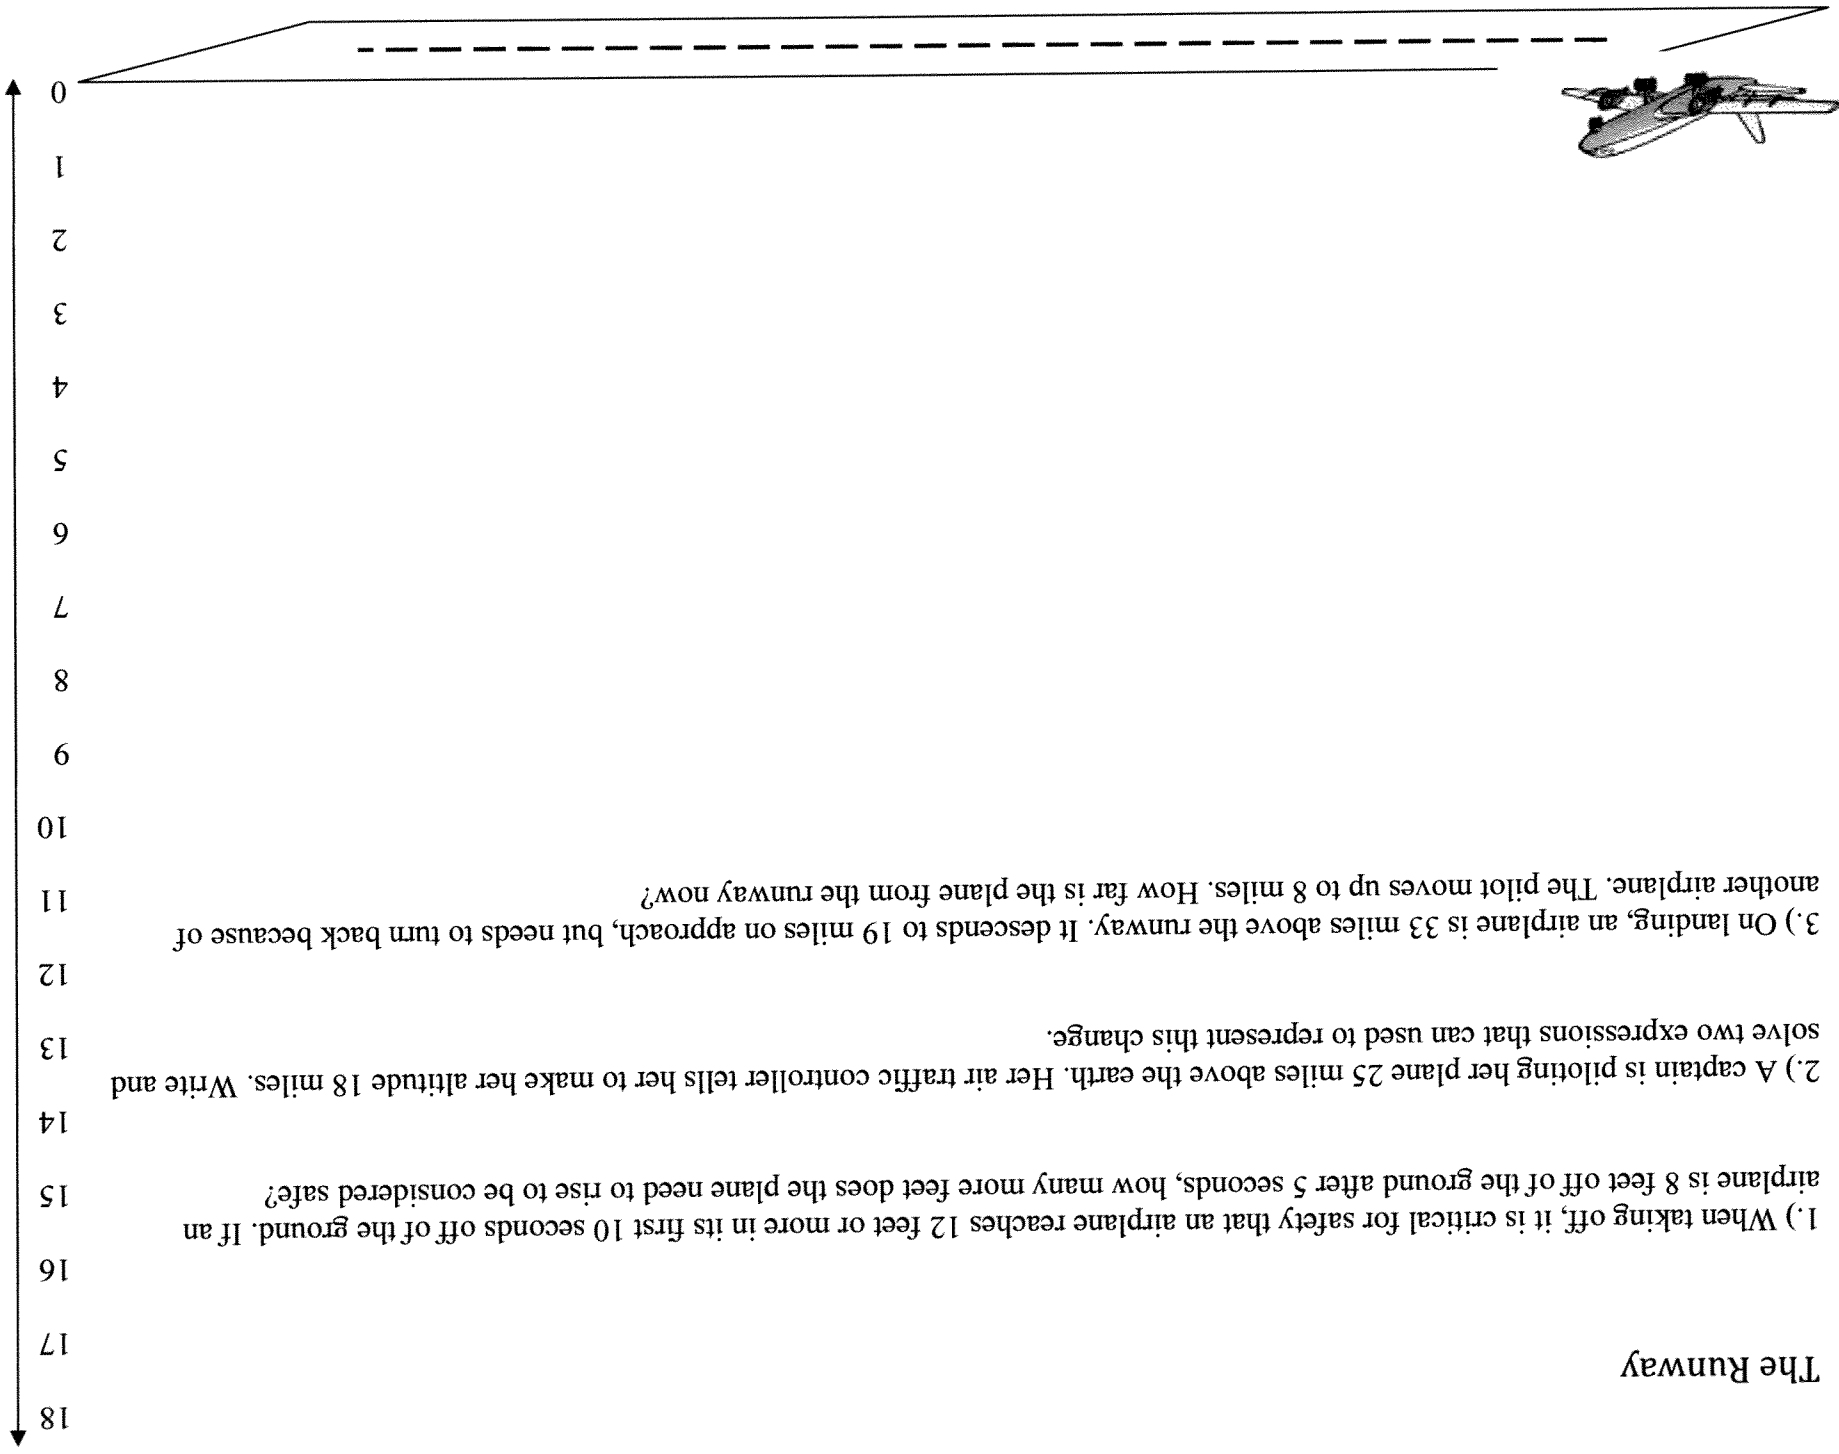 The Runway
1.) When taking off, it is critical for safety that an airplane reaches 12 feet or more in its first 10 seconds off of the ground. If an
airplane is 8 feet off of the ground after 5 seconds, how many more feet does the plane need to rise to be considered safe?
2.) A captain is piloting her plane 25 miles above the earth. Her air traffic controller tells her to make her altitude 18 miles. Write and
solve two expressions that can used to represent this change.
3.) On landing, an airplane is 33 miles above the runway. It descends to 19 miles on approach, but needs to turn back because of
another airplane. The pilot moves up to 8 miles. How far is the plane from the runway now?
18
17
16
15
14
13
12
11
10
9
8
7
6
5
4
3
2
1
0